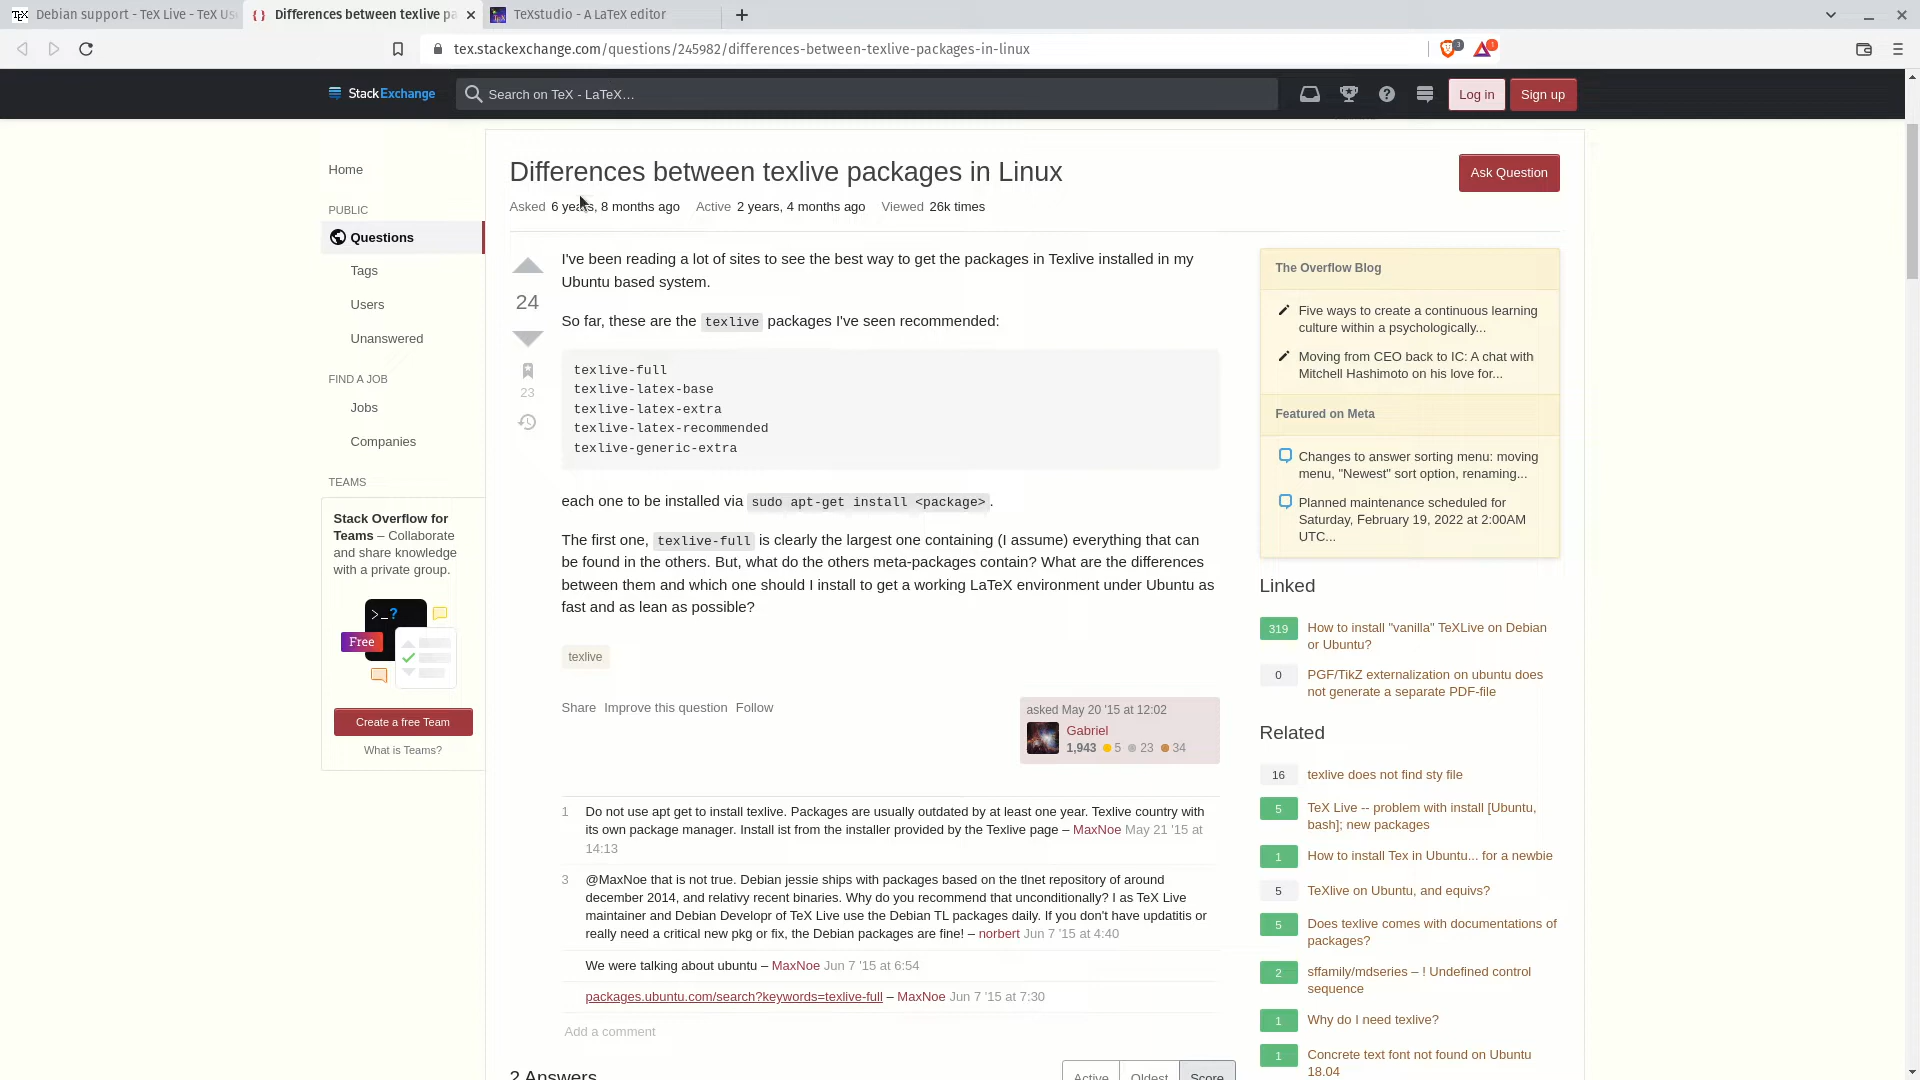 Debian support - TeX Live - TeX Us
Differences between texlive pa
TeXstudio - A LaTeX editor
tex.stackexchange.com/questions/245982/differences-between-texlive-packages-in-linux
3
1
StackExchange
Search on TeX - LaTeX…
Log in
Sign up
Home
PUBLIC
Questions
Tags
Users
Unanswered
FIND A JOB
Jobs
Companies
TEAMS
Stack Overflow for
Teams – Collaborate
and share knowledge
with a private group.
>_?
Free
Create a free Team
What is Teams?
Differences between texlive packages in Linux
Ask Question
Asked 6 years, 8 months ago Active 2 years, 4 months ago Viewed 26k times
24
23
I've been reading a lot of sites to see the best way to get the packages in Texlive installed in my
Ubuntu based system.
So far, these are the texlive packages I've seen recommended:
texlive-full
texlive-latex-base
texlive-latex-extra
texlive-latex-recommended
texlive-generic-extra
each one to be installed via sudo apt-get install <package>.
The first one, texlive-full is clearly the largest one containing (I assume) everything that can
be found in the others. But, what do the others meta-packages contain? What are the differences
between them and which one should I install to get a working LaTeX environment under Ubuntu as
fast and as lean as possible?
texlive
Share Improve this question Follow
asked May 20 '15 at 12:02
Gabriel
1,943 5 23 34
1 Do not use apt get to install texlive. Packages are usually outdated by at least one year. Texlive country with
its own package manager. Install ist from the installer provided by the Texlive page – MaxNoe May 21 '15 at
14:13
3 @MaxNoe that is not true. Debian jessie ships with packages based on the tlnet repository of around
december 2014, and relativy recent binaries. Why do you recommend that unconditionally? I as TeX Live
maintainer and Debian Developr of TeX Live use the Debian TL packages daily. If you don't have updatitis or
really need a critical new pkg or fix, the Debian packages are fine! – norbert Jun 7 '15 at 4:40
We were talking about ubuntu – MaxNoe Jun 7 '15 at 6:54
packages.ubuntu.com/search?keywords=texlive-full – MaxNoe Jun 7 '15 at 7:30
Add a comment
2 Answers
Active Oldest Score
The Overflow Blog
Five ways to create a continuous learning
culture within a psychologically...
Moving from CEO back to IC: A chat with
Mitchell Hashimoto on his love for...
Featured on Meta
Changes to answer sorting menu: moving
menu, "Newest" sort option, renaming...
Planned maintenance scheduled for
Saturday, February 19, 2022 at 2:00AM
UTC...
Linked
319 How to install "vanilla" TeXLive on Debian
or Ubuntu?
0 PGF/TikZ externalization on ubuntu does
not generate a separate PDF-file
Related
16 texlive does not find sty file
5 TeX Live -- problem with install [Ubuntu,
bash]; new packages
1 How to install Tex in Ubuntu... for a newbie
5 TeXlive on Ubuntu, and equivs?
5 Does texlive comes with documentations of
packages?
2 sffamily/mdseries – ! Undefined control
sequence
1 Why do I need texlive?
1 Concrete text font not found on Ubuntu
18.04